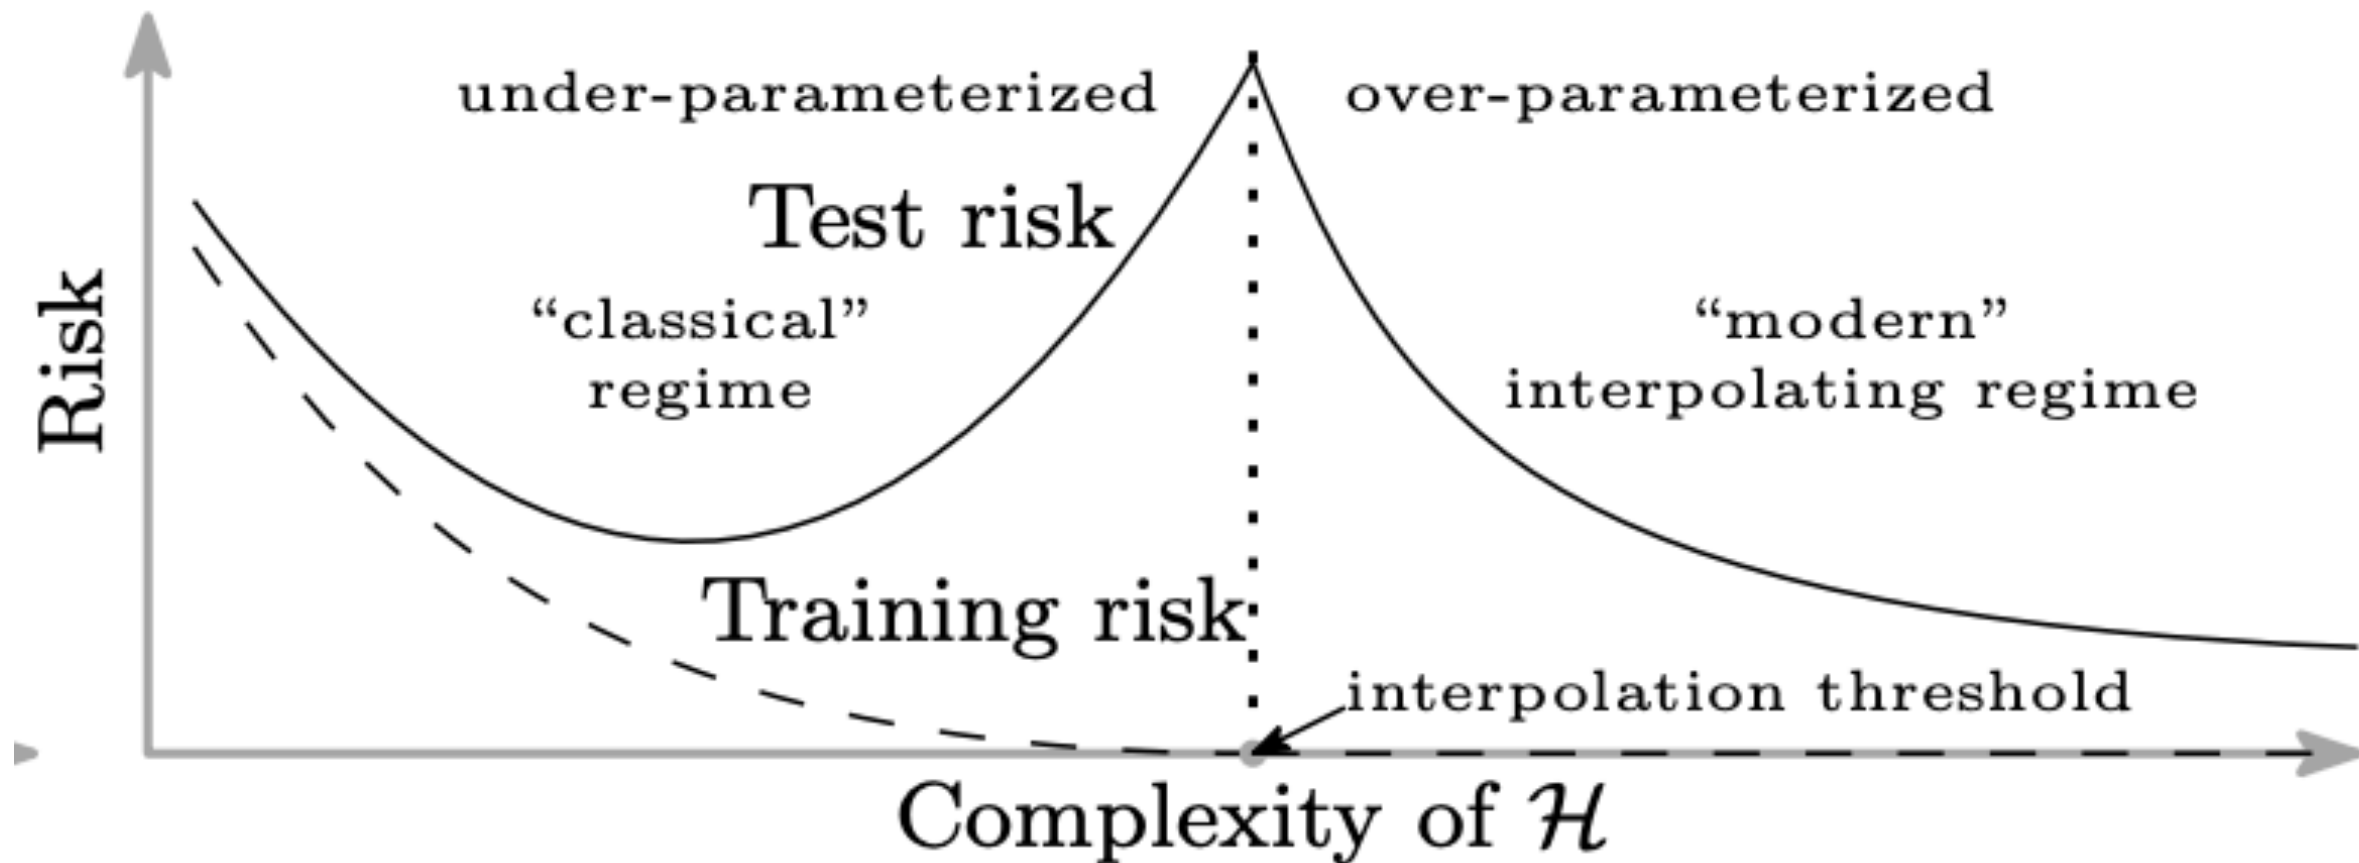 under-parameterized
over-parameterized
Test risk
“classical”
regime
“modern”
interpolating regime
Risk
Training risk
interpolation threshold
Complexity of ℋ